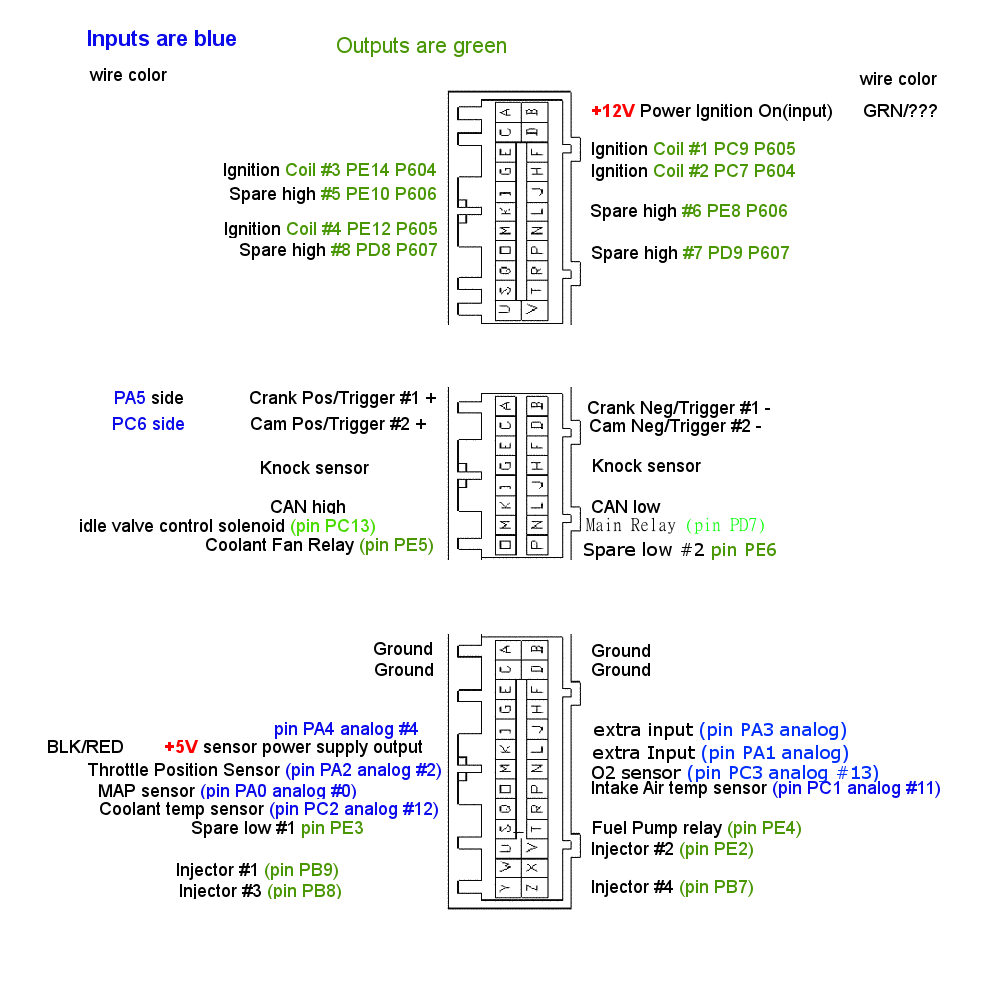 Inputs are blue
Outputs are green
wire color
wire color
+12V Power Ignition On(input) GRN/???
Ignition Coil #1 PC9 P605
Ignition Coil #3 PE14 P604
Ignition Coil #2 PC7 P604
Spare high #5 PE10 P606
Spare high #6 PE8 P606
Ignition Coil #4 PE12 P605
Spare high #8 PD8 P607
Spare high #7 PD9 P607
A B
C D
E F
G H
I J
K L
M N
O P
Q R
S T
U V
PA5 side Crank Pos/Trigger #1 +
Crank Neg/Trigger #1 -
PC6 side Cam Pos/Trigger #2 +
Cam Neg/Trigger #2 -
Knock sensor
Knock sensor
CAN high
CAN low
idle valve control solenoid (pin PC13)
Main Relay (pin PD7)
Coolant Fan Relay (pin PE5)
Spare low #2 pin PE6
A B
C D
E F
G H
I J
K L
M N
O P
Ground
Ground
Ground
Ground
pin PA4 analog #4
extra input (pin PA3 analog)
BLK/RED +5V sensor power supply output
extra Input (pin PA1 analog)
Throttle Position Sensor (pin PA2 analog #2)
O2 sensor (pin PC3 analog #13)
MAP sensor (pin PA0 analog #0)
Intake Air temp sensor (pin PC1 analog #11)
Coolant temp sensor (pin PC2 analog #12)
Spare low #1 pin PE3
Fuel Pump relay (pin PE4)
Injector #2 (pin PE2)
Injector #1 (pin PB9)
Injector #3 (pin PB8)
Injector #4 (pin PB7)
A B
C D
E F
G H
I J
K L
M N
O P
Q R
S T
U V
W X
Y Z